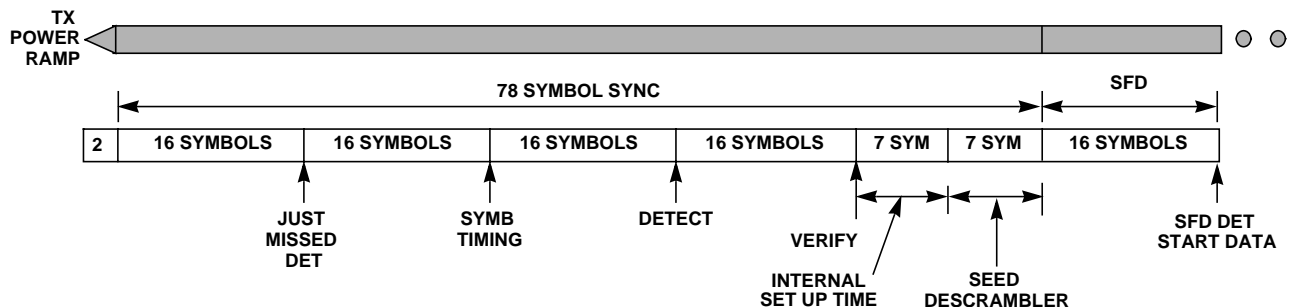 TX
POWER
RAMP
78 SYMBOL SYNC
SFD
2
16 SYMBOLS
16 SYMBOLS
16 SYMBOLS
16 SYMBOLS
7 SYM
7 SYM
16 SYMBOLS
JUST
MISSED
DET
SYMB
TIMING
DETECT
VERIFY
INTERNAL
SET UP TIME
SEED
DESCRAMBLER
SFD DET
START DATA